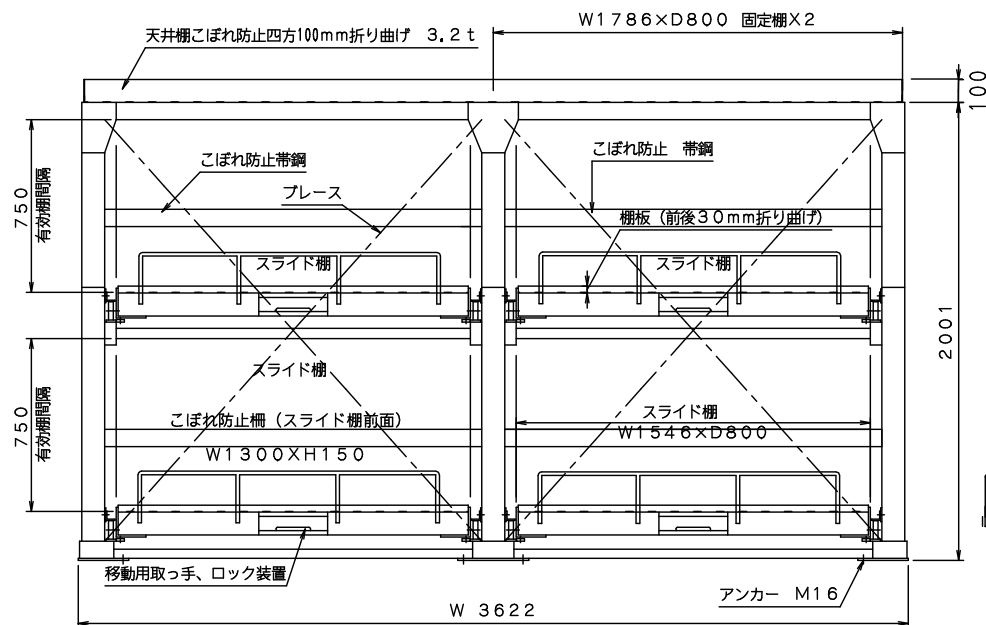 W1786×D800 固定棚X2
天井棚こぼれ防止四方100mm折り曲げ 3.2t
100
こぼれ防止帯鋼
こぼれ防止 帯鋼
ブレース
棚板（前後30mm折り曲げ）
750
有効棚間隔
スライド棚
スライド棚
2001
スライド棚
スライド棚
750
有効棚間隔
こぼれ防止柵（スライド棚前面）
W1300XH150
W1546×D800
移動用取っ手、ロック装置
アンカー M16
W 3622